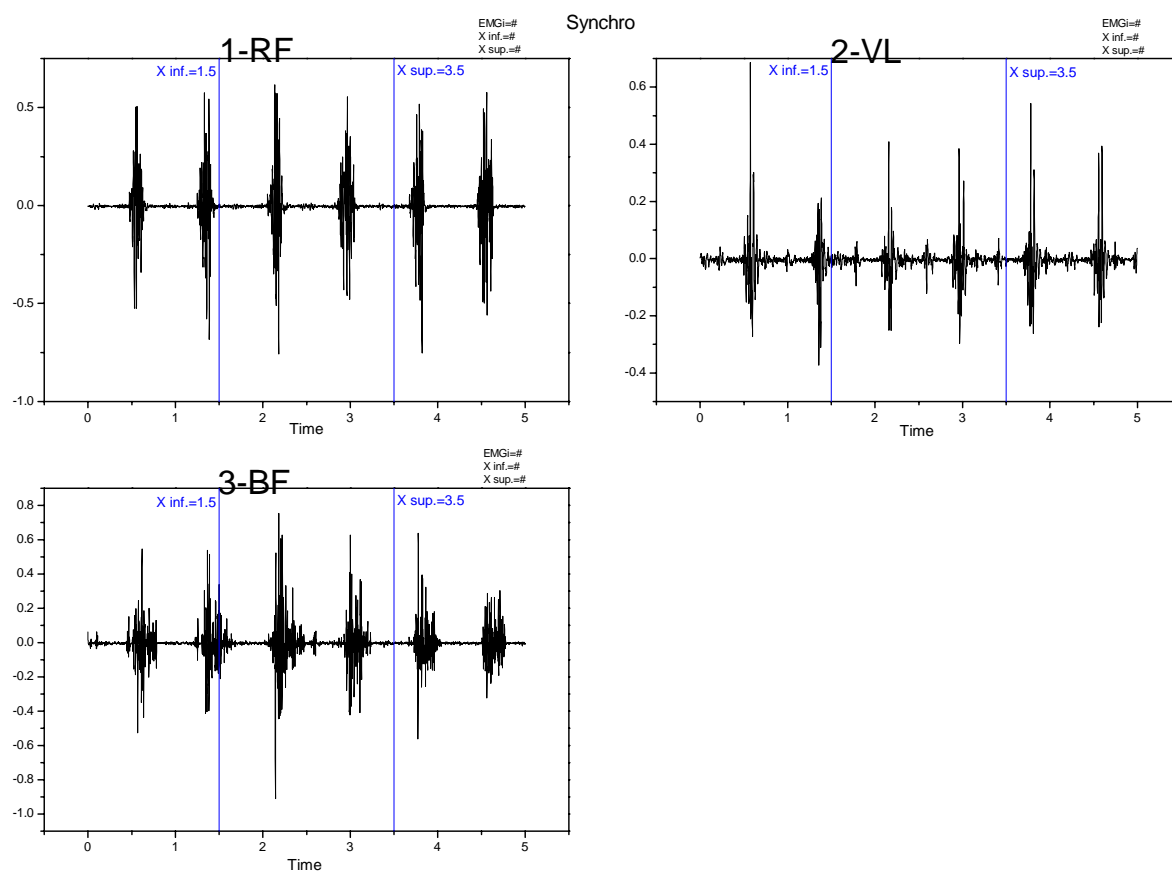 Synchro
1-RF
EMGi=#
X inf.=#
X sup.=#
X inf.=1.5
X sup.=3.5
0.5
0.0
-0.5
-1.0
0 1 2 3 4 5
Time
2-VL
EMGi=#
X inf.=#
X sup.=#
X inf.=1.5
X sup.=3.5
0.6
0.4
0.2
0.0
-0.2
-0.4
0 1 2 3 4 5
Time
3-BF
EMGi=#
X inf.=#
X sup.=#
X inf.=1.5
X sup.=3.5
0.8
0.6
0.4
0.2
0.0
-0.2
-0.4
-0.6
-0.8
-1.0
0 1 2 3 4 5
Time